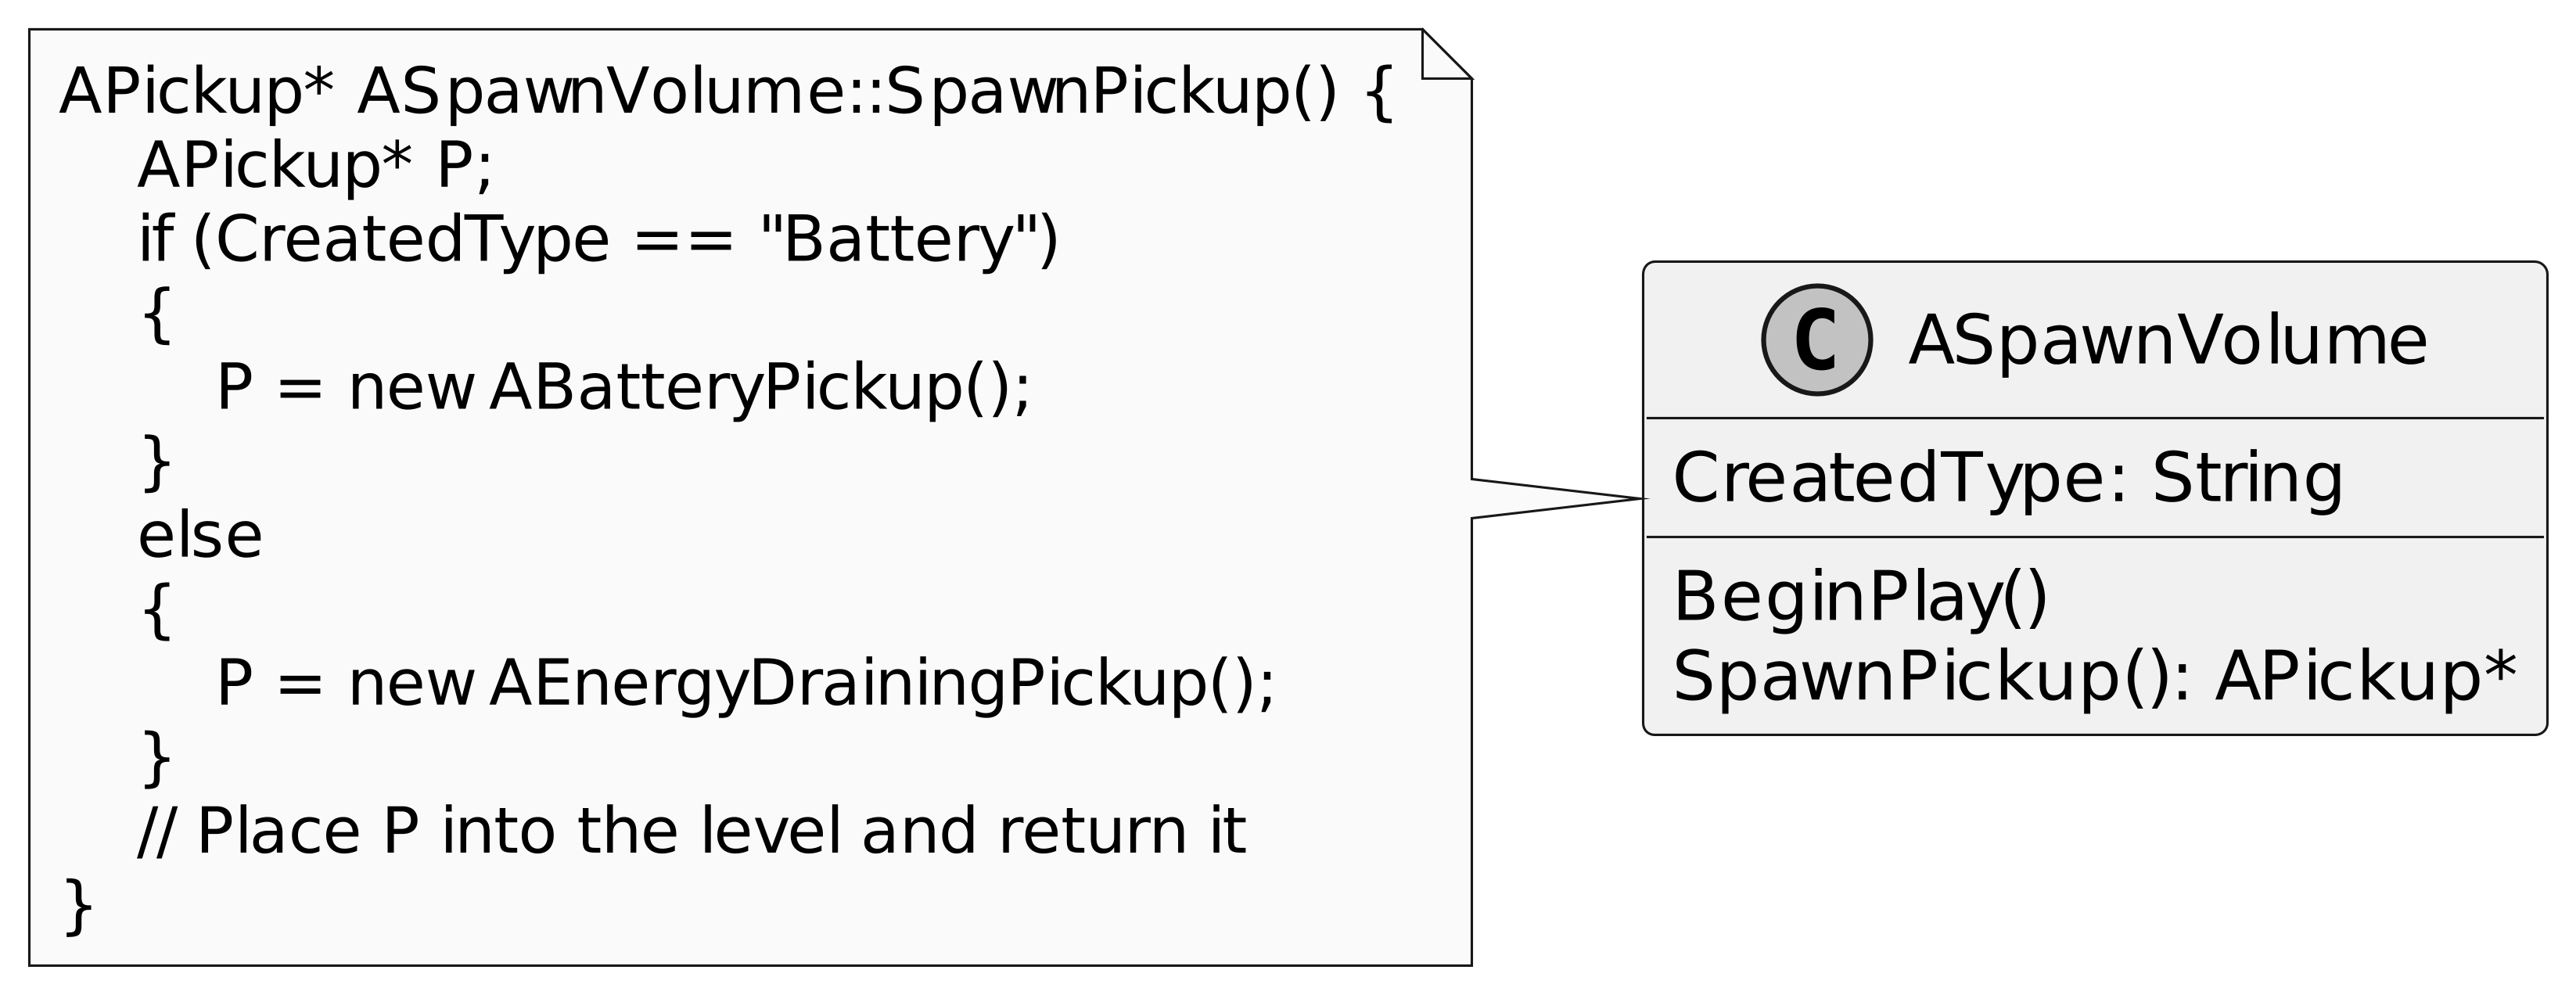 APickup* ASpawnVolume::SpawnPickup() {
APickup* P;
if (CreatedType == "Battery")
{
P = new ABatteryPickup();
}
else
{
P = new AEnergyDrainingPickup();
}
// Place P into the level and return it
}
C ASpawnVolume
CreatedType: String
BeginPlay()
SpawnPickup(): APickup*